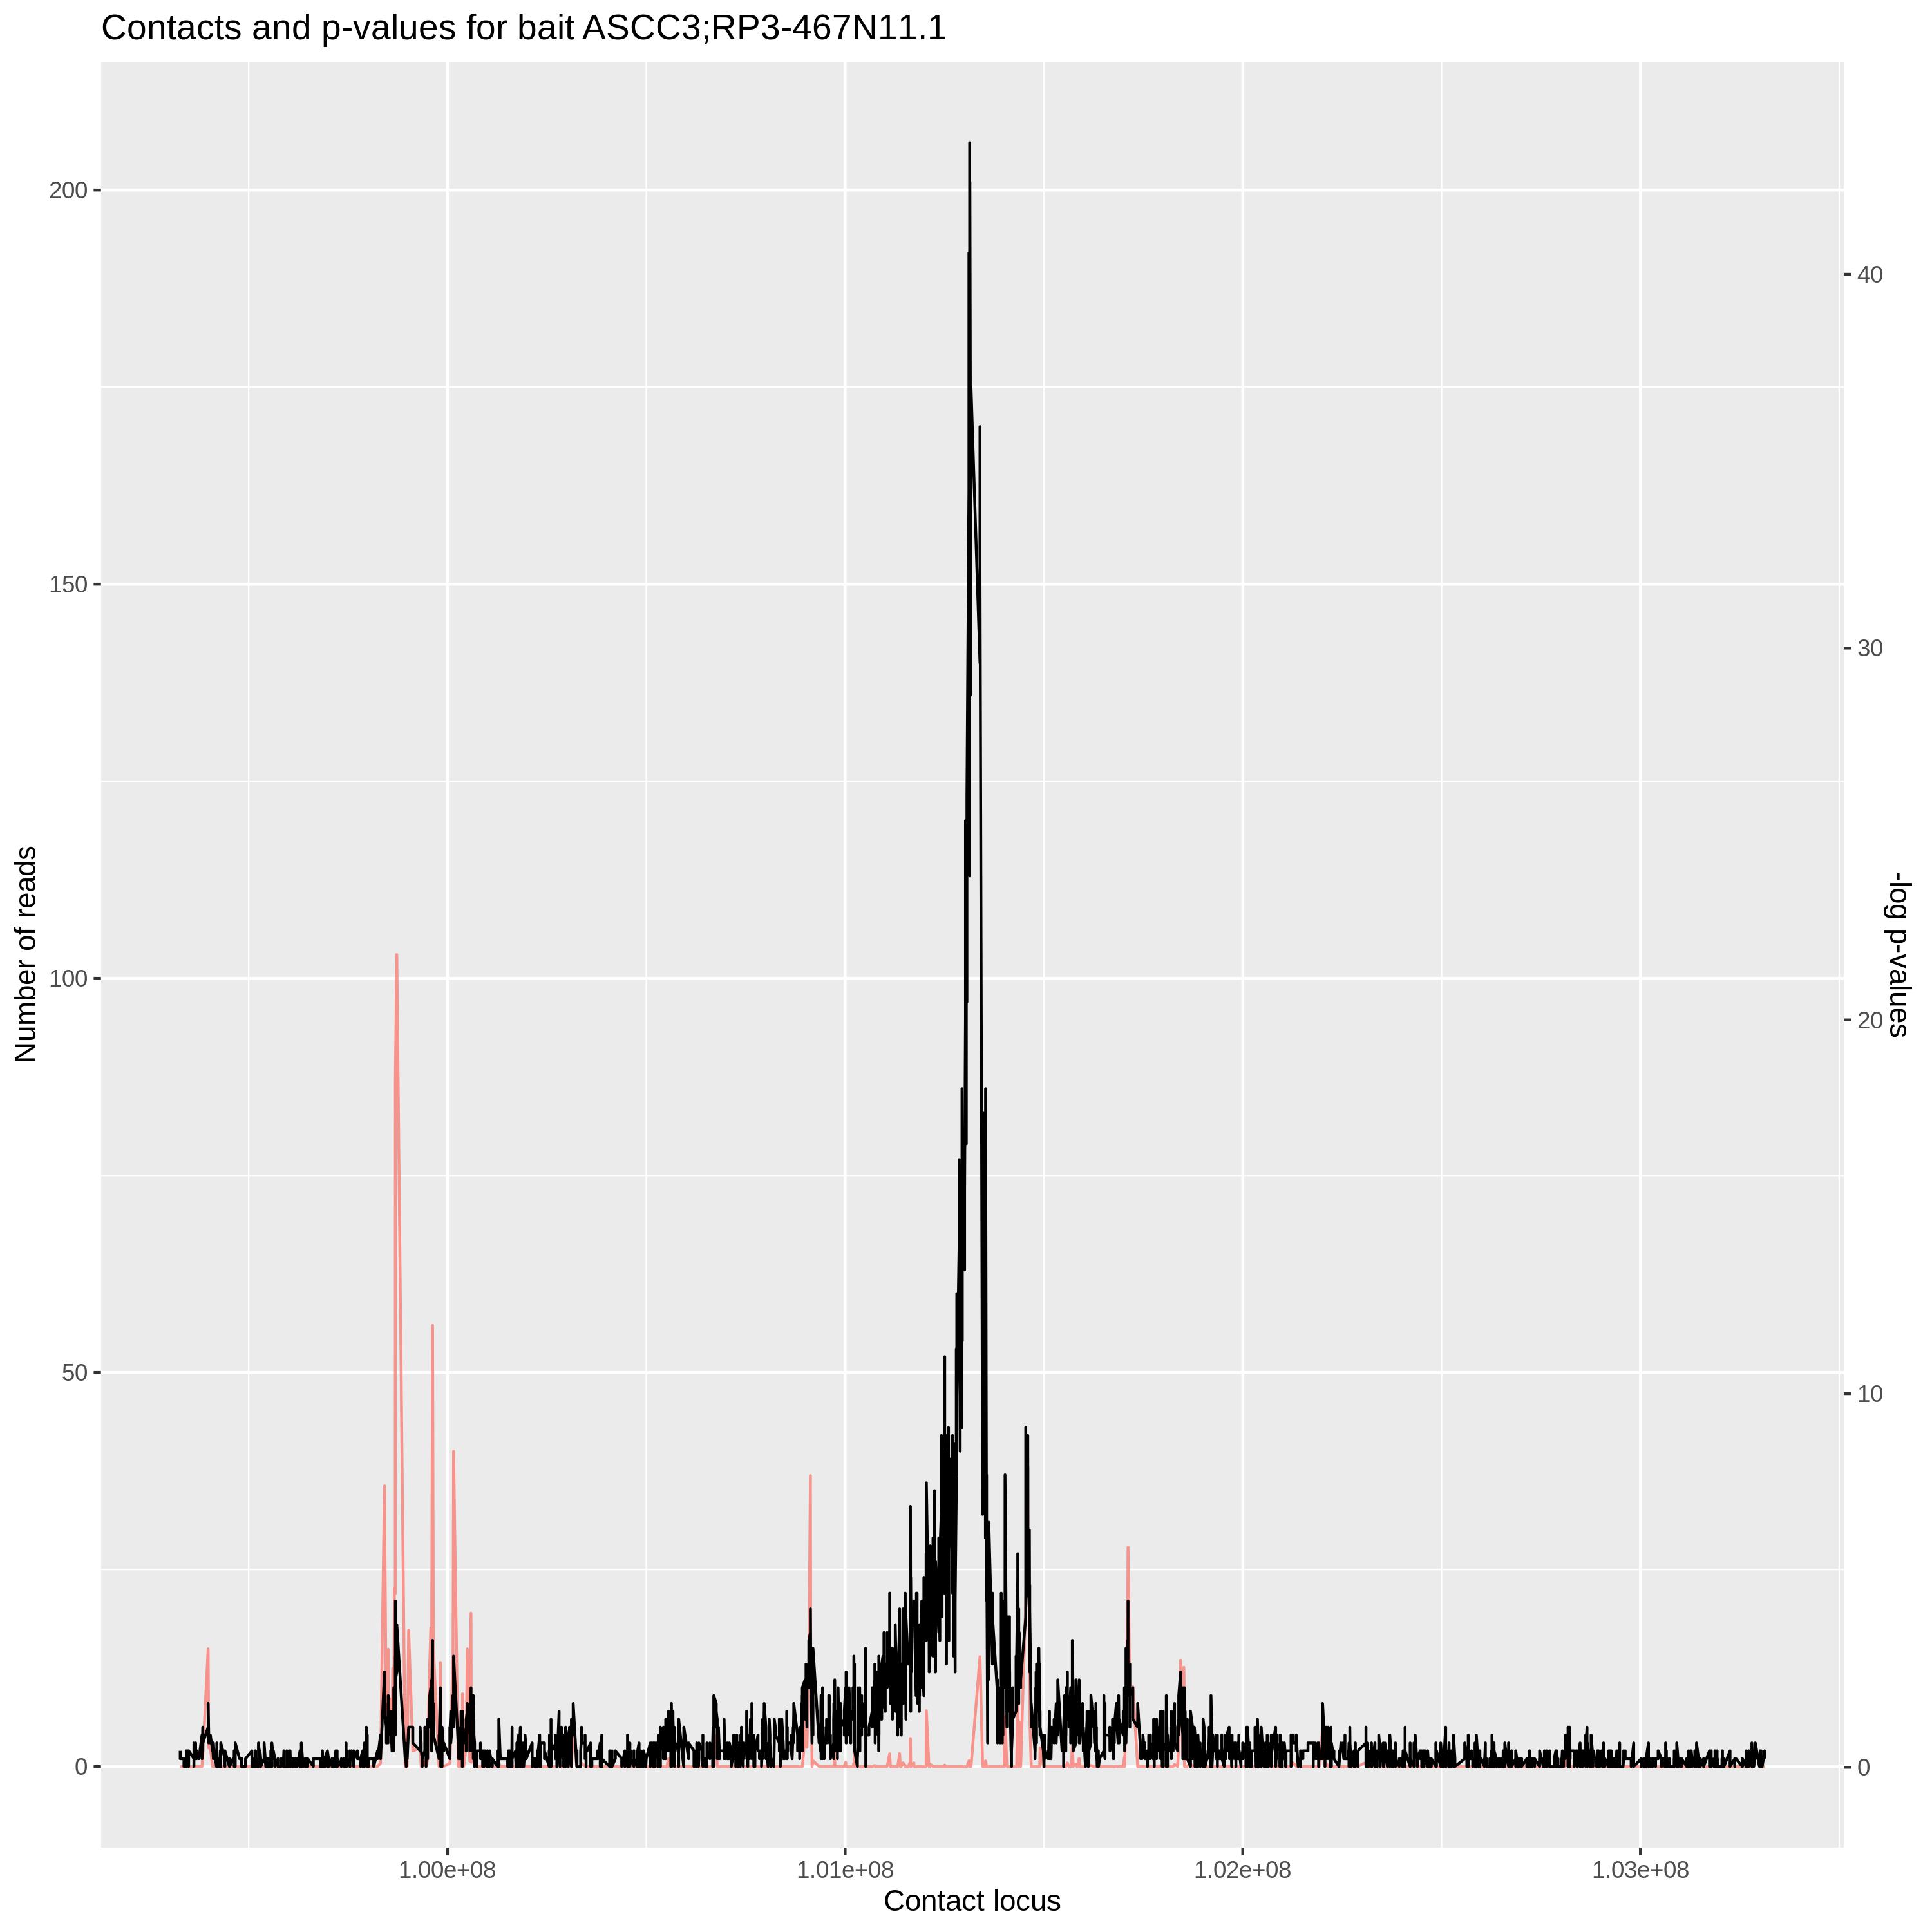 Contacts and p-values for bait ASCC3;RP3-467N11.1
200
150
100
50
0
Number of reads
40
30
20
10
0
-log p-values
1.00e+08
1.01e+08
1.02e+08
1.03e+08
Contact locus